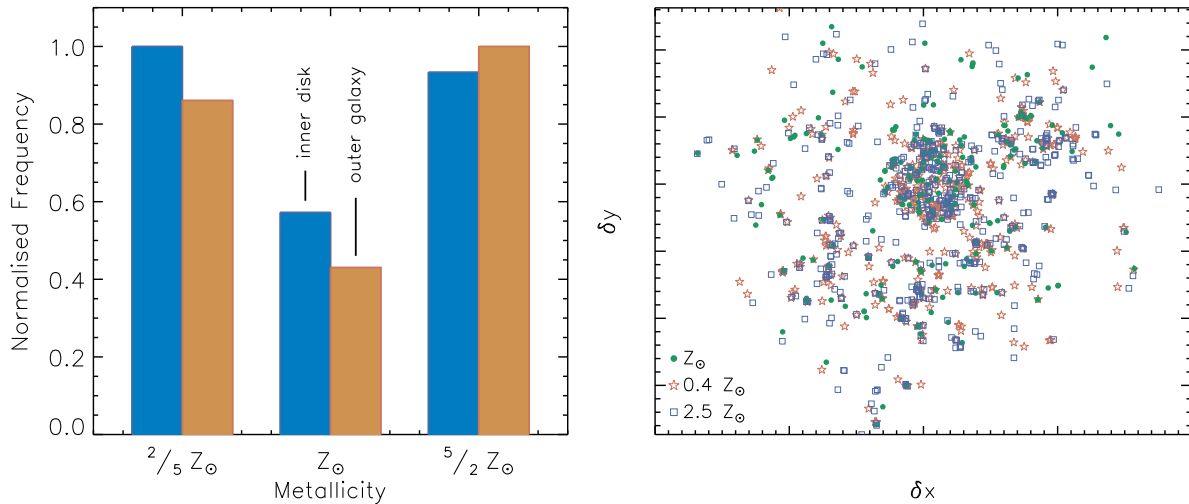 Normalised Frequency
1.0
0.8
0.6
0.4
0.2
0.0
inner disk
outer galaxy
²/₅ Z☉
Z☉
⁵/₂ Z☉
Metallicity
δy
Z☉
0.4 Z☉
2.5 Z☉
δx